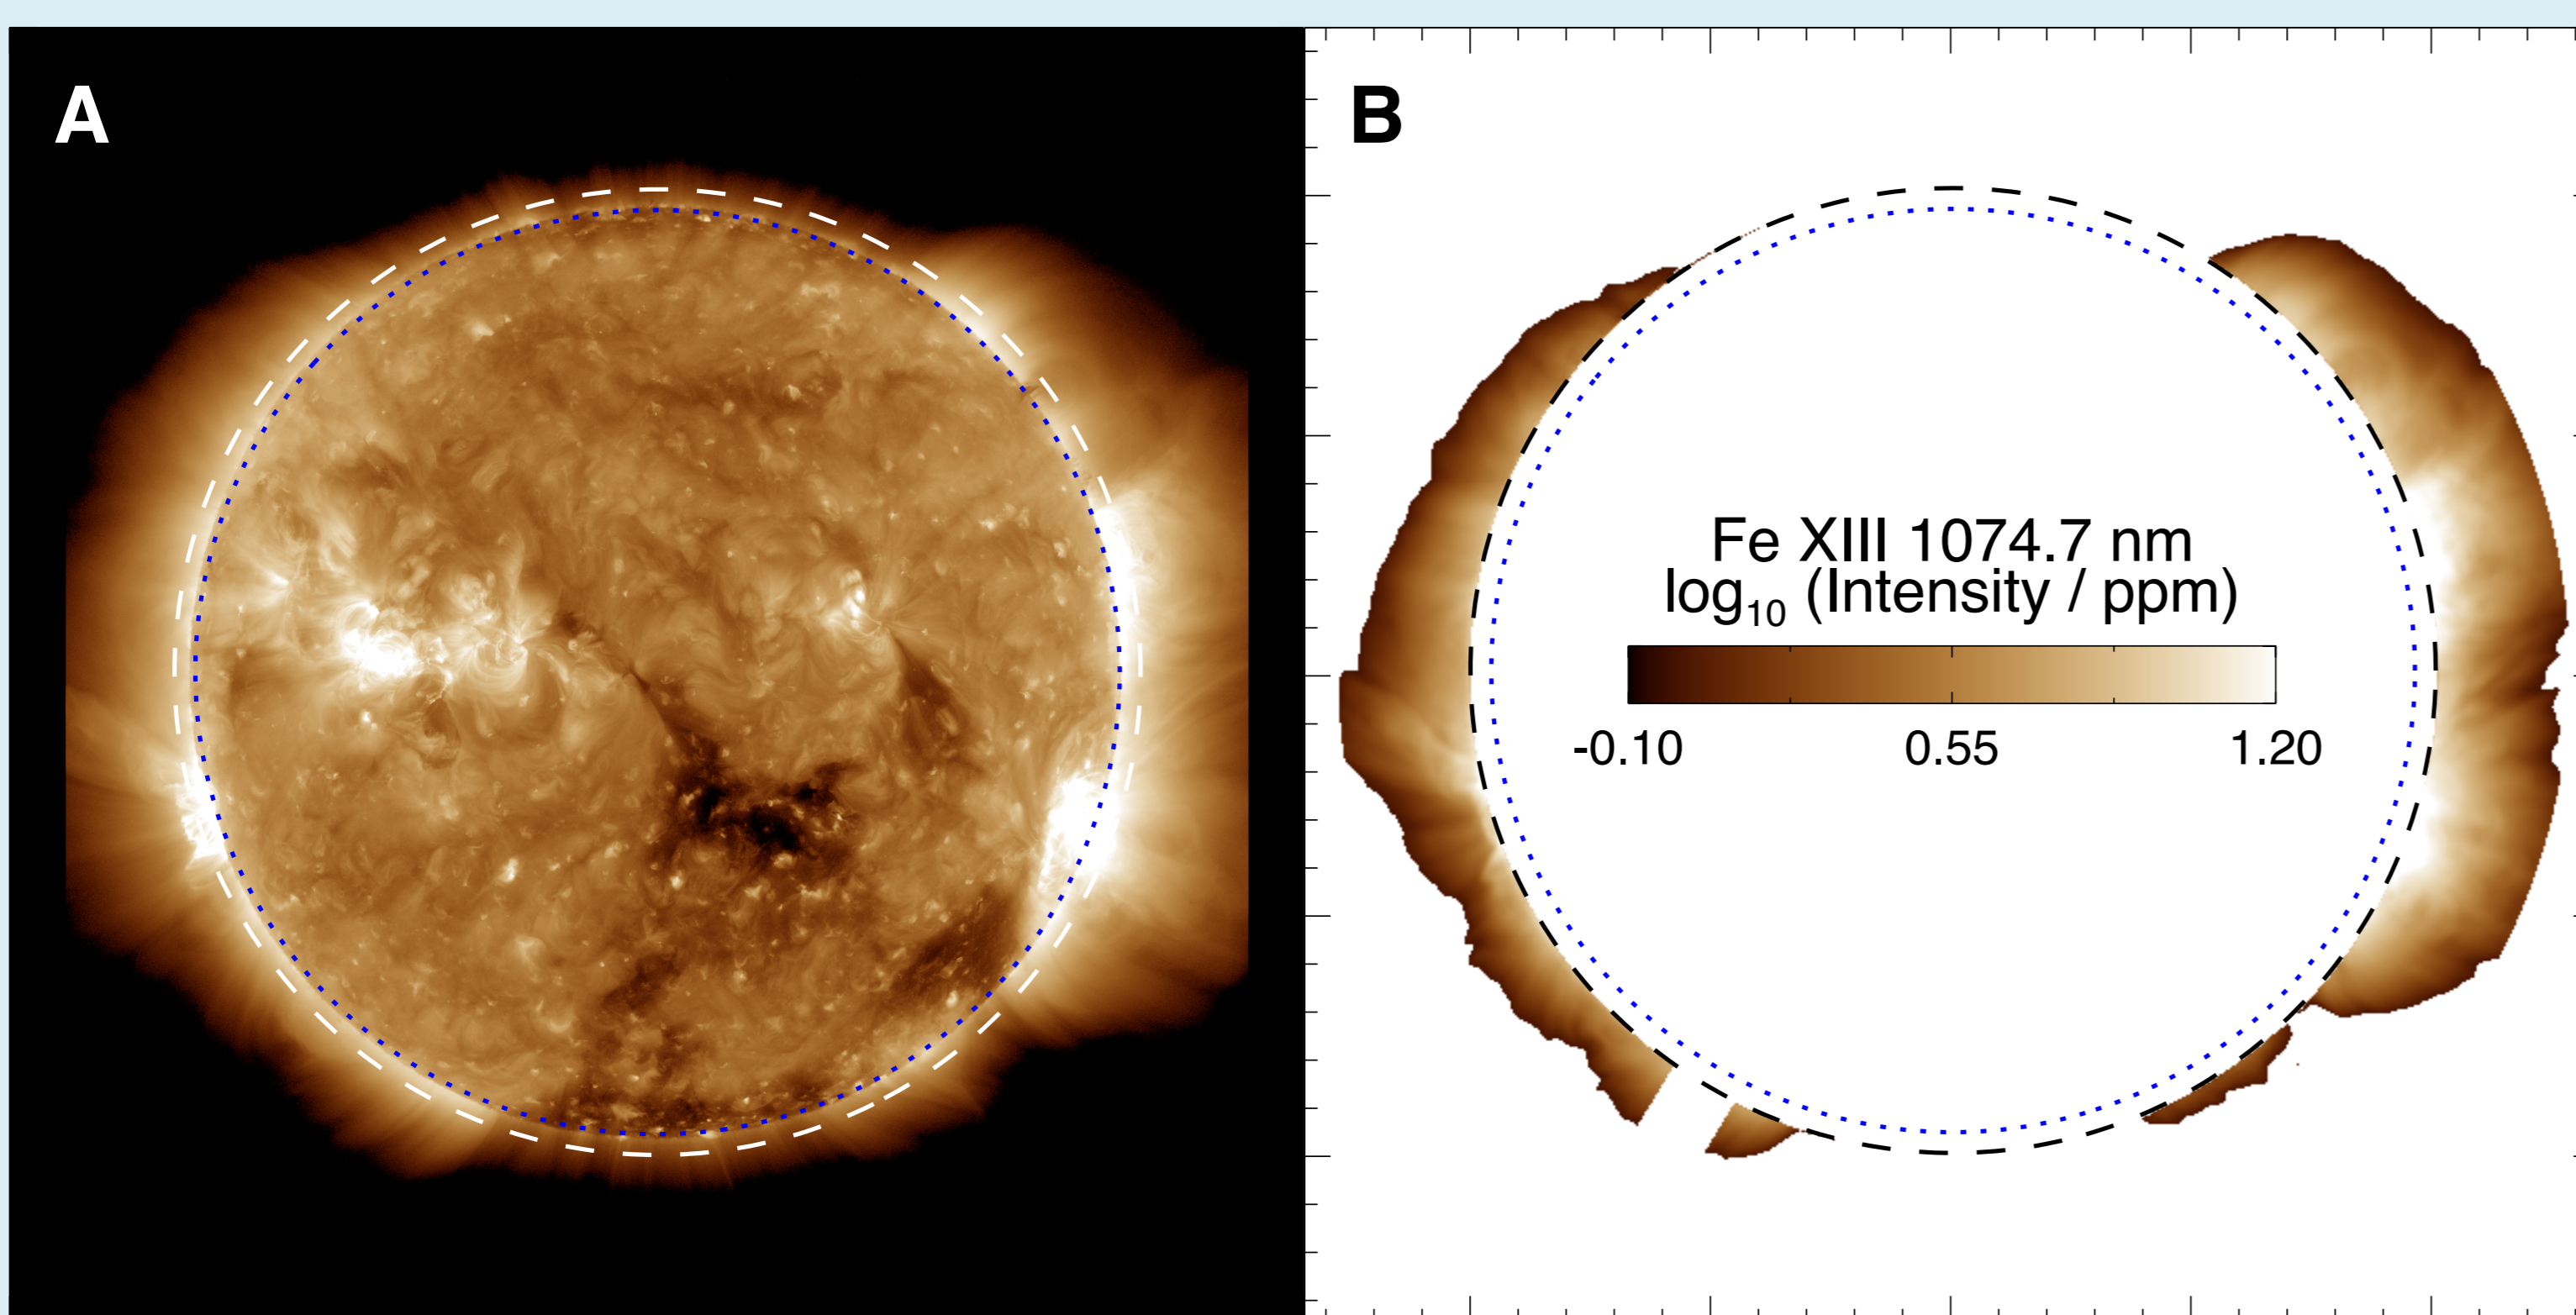 A
B
Fe XIII 1074.7 nm
log₁₀ (Intensity / ppm)
-0.10 0.55 1.20